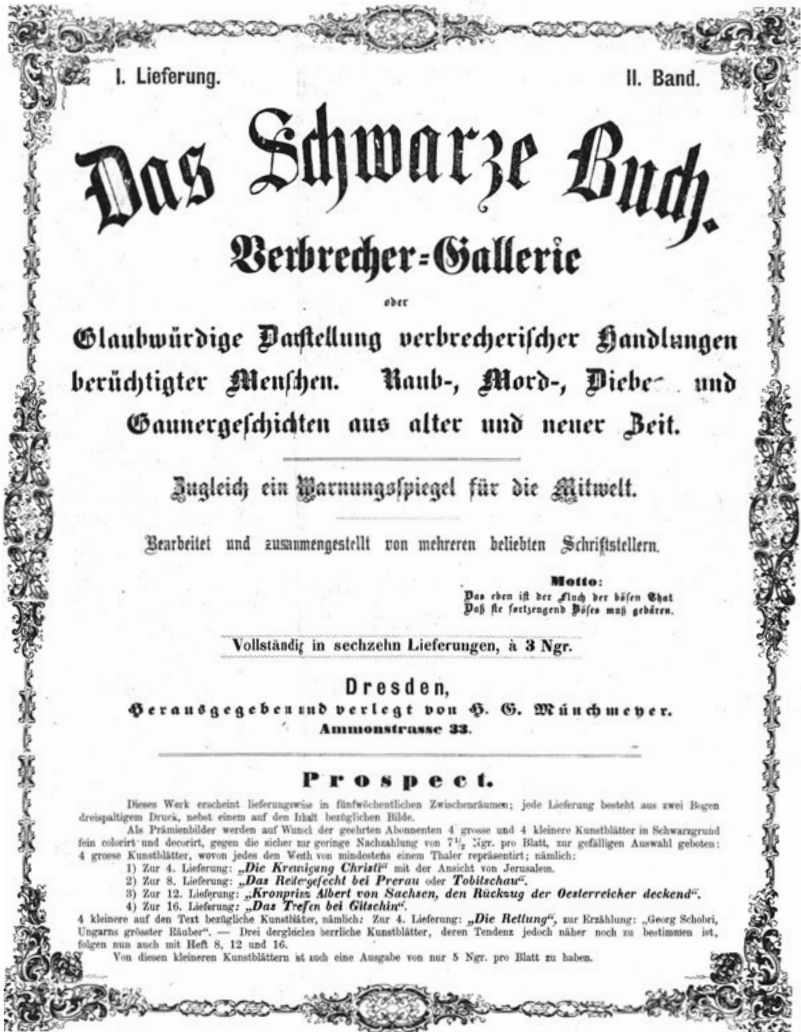 I. Lieferung.
II. Band.
Das Schwarze Buch.
Verbrecher=Gallerie
oder
Glaubwürdige Darstellung verbrecherischer Handlungen
berüchtigter Menschen. Raub-, Mord-, Diebe- und
Gaunergeschichten aus alter und neuer Zeit.
Zugleich ein Warnungsspiegel für die Mitwelt.
Bearbeitet und zusammengestellt von mehreren beliebten Schriftstellern.
Motto:
Das eben ist der Fluch der bösen That
Daß sie fortzeugend Böses muß gebären.
Vollständig in sechzehn Lieferungen, à 3 Ngr.
Dresden,
Herausgegeben und verlegt von H. G. Münchmeyer.
Ammonstrasse 33.
Prospect.
Dieses Werk erscheint lieferungsweise in fünfwöchentlichen Zwischenräumen; jede Lieferung besteht aus zwei Bogen
dreispaltigem Druck, nebst einem auf den Inhalt bezüglichen Bilde.
Als Prämienbilder werden auf Wunsch der geehrten Abonnenten 4 grosse und 4 kleinere Kunstblätter in Schwarzgrund
fein colorirt und decorirt, gegen die sicher nur geringe Nachzahlung von 7½ Ngr. pro Blatt, zur gefälligen Auswahl geboten:
4 grosse Kunstblätter, wovon jedes den Werth von mindestens einem Thaler repräsentirt; nämlich:
1) Zur 4. Lieferung: „Die Kreuzigung Christi" mit der Ansicht von Jerusalem.
2) Zur 8. Lieferung: „Das Reitergefecht bei Prerau oder Tobitschau".
3) Zur 12. Lieferung: „Kronprinz Albert von Sachsen, den Rückzug der Oesterreicher deckend".
4) Zur 16. Lieferung: „Das Treffen bei Gitschin".
4 kleinere auf den Text bezügliche Kunstblätter, nämlich: Zur 4. Lieferung: „Die Rettung", zur Erzählung: „Georg Schobri,
Ungarns grösster Räuber". — Drei dergleichen herrliche Kunstblätter, deren Tendenz jedoch näher noch zu bestimmen ist,
folgen nun auch mit Heft 8, 12 und 16.
Von diesen kleineren Kunstblättern ist auch eine Ausgabe von nur 5 Ngr. pro Blatt zu haben.